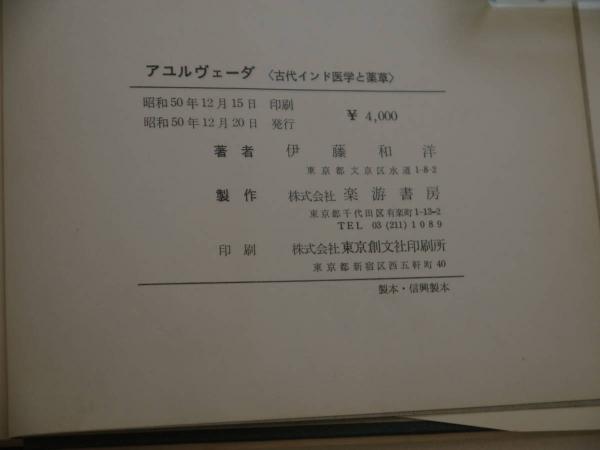 アユルヴェーダ 〈古代インド医学と薬草〉
昭和50年12月15日 印刷
昭和50年12月20日 発行
¥ 4,000
著者 伊藤和洋
東京都文京区水道1-8-2
製作 株式会社 楽游書房
東京都千代田区有楽町1-13-2
TEL 03 (211) 1089
印刷 株式会社 東京創文社印刷所
東京都新宿区西五軒町40
製本・信興製本